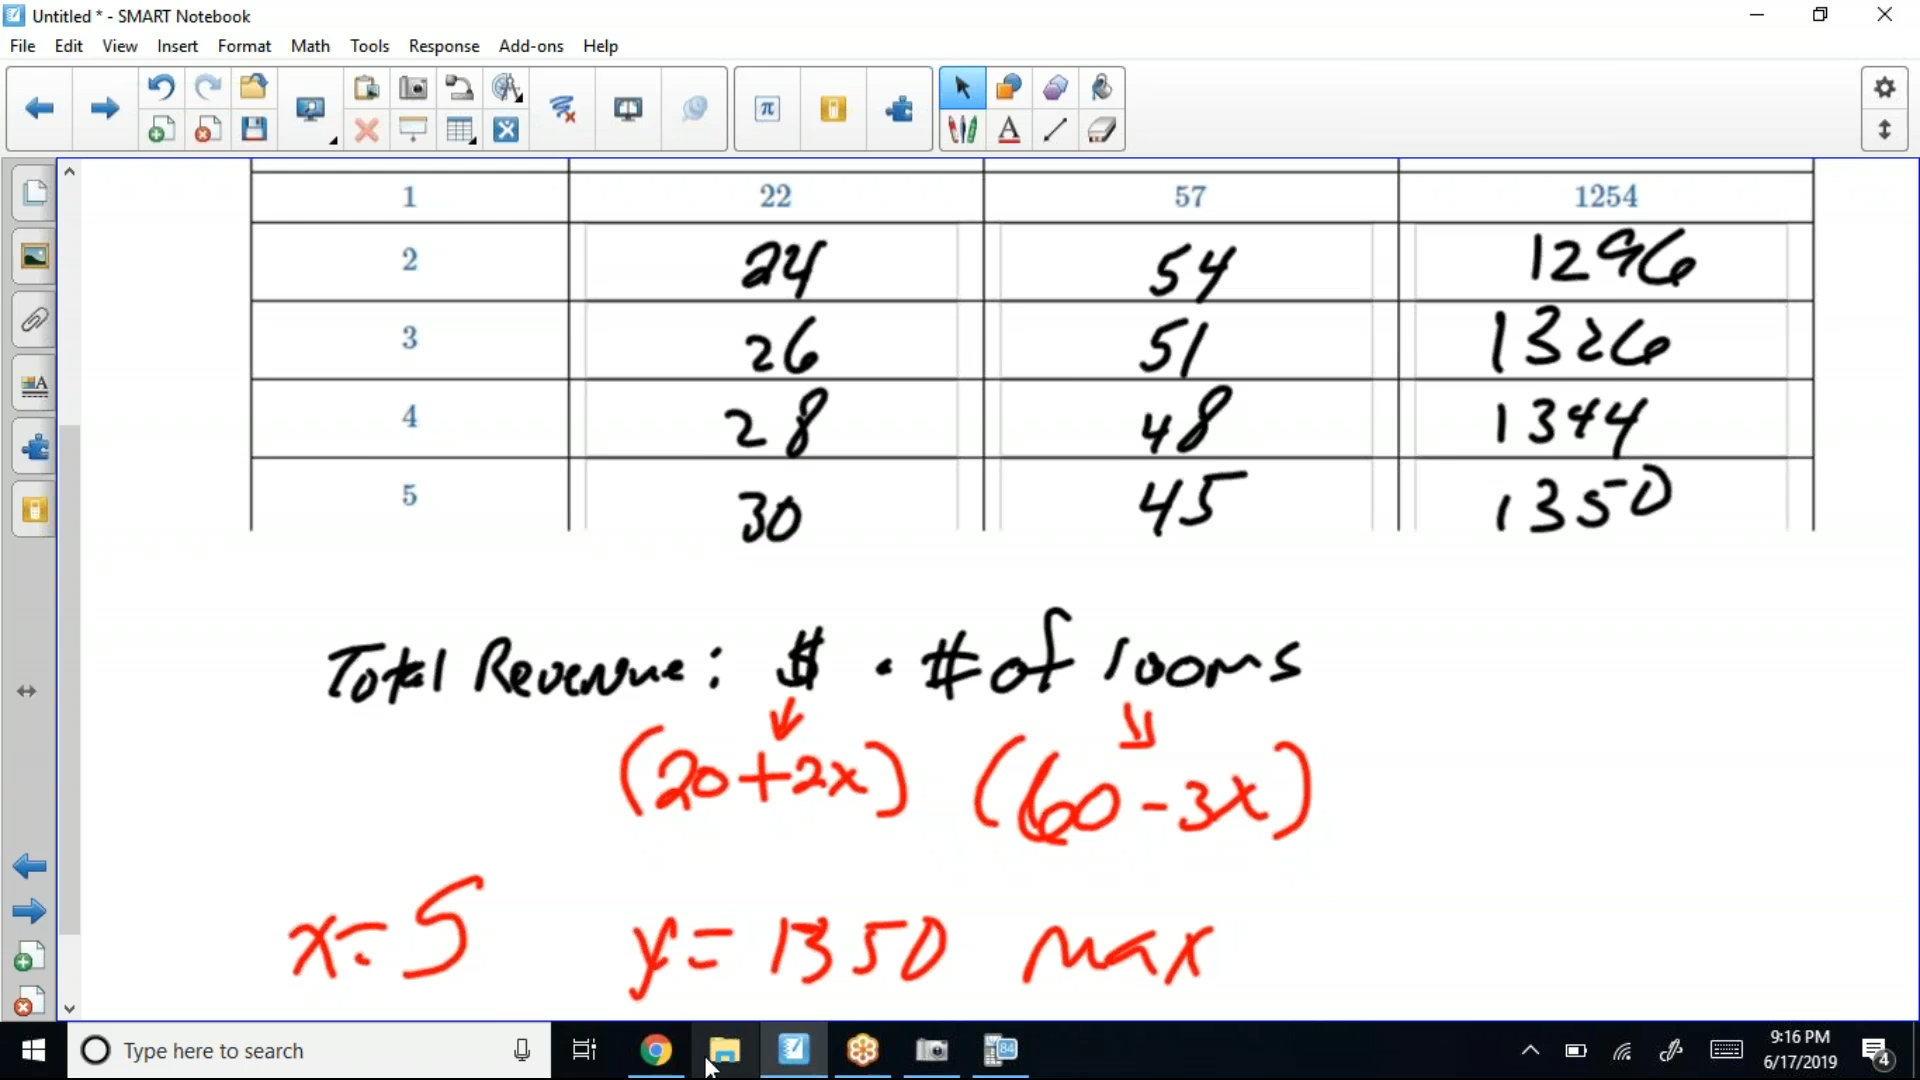 Untitled * - SMART Notebook
File Edit View Insert Format Math Tools Response Add-ons Help
π
A
A
1 22 57 1254
2 24 54 1296
3 26 51 1326
4 28 48 1344
5 30 45 1350
Total Revenue: $ · # of rooms
(20+2x) (60-3x)
x=5 y=1350 max
Type here to search
84
9:16 PM
6/17/2019
4